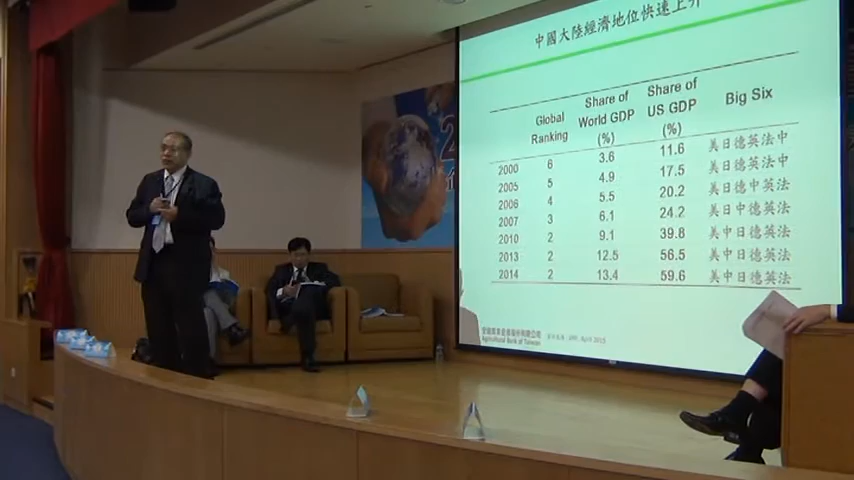 中國大陸經濟地位快速上升
Global Ranking Share of World GDP (%) Share of US GDP (%) Big Six
2000 6 3.6 11.6 美日德英法中
2005 5 4.9 17.5 美日德英法中
2006 4 5.5 20.2 美日德中英法
2007 3 6.1 24.2 美日中德英法
2010 2 9.1 39.8 美中日德英法
2013 2 12.5 56.5 美中日德英法
2014 2 13.4 59.6 美中日德英法
Agricultural Bank of Taiwan
2